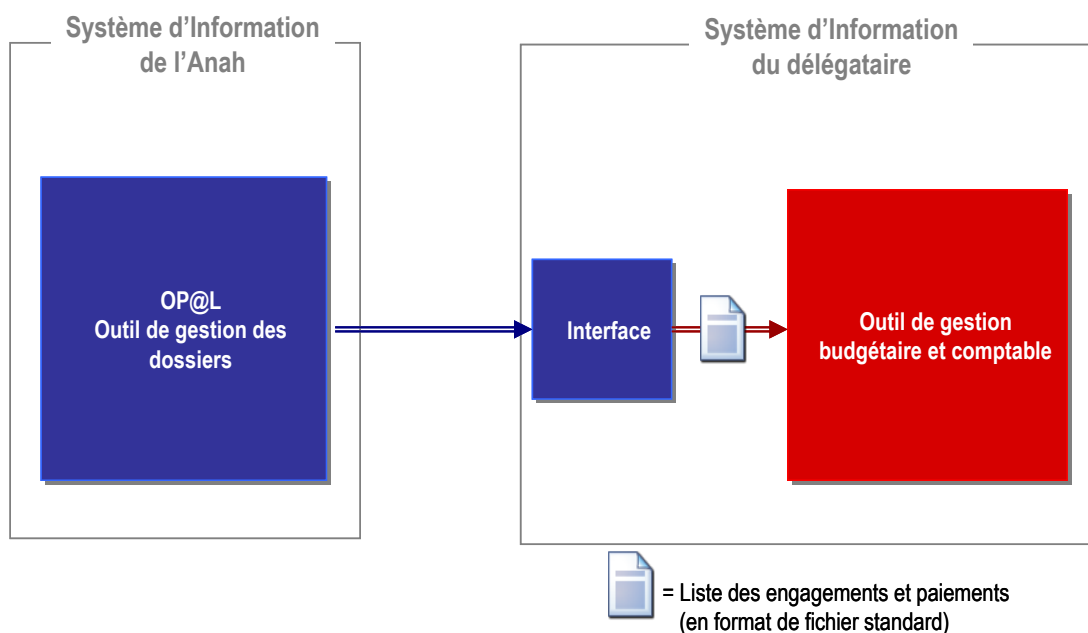 Système d’Information
de l’Anah
Système d’Information
du délégataire
OP@L
Outil de gestion des
dossiers
Interface
Outil de gestion
budgétaire et comptable
= Liste des engagements et paiements
(en format de fichier standard)